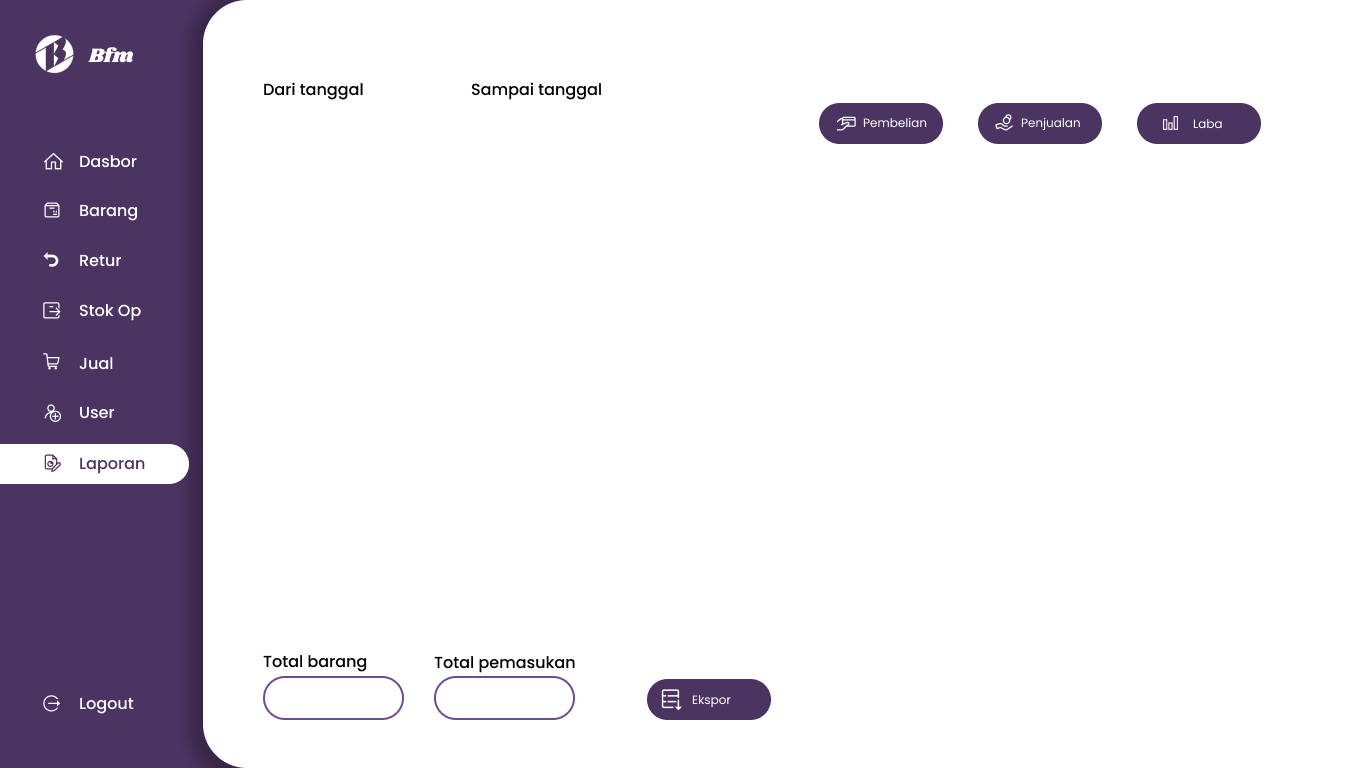 Bfm
Dasbor
Barang
Retur
Stok Op
Jual
User
Laporan
Logout
Dari tanggal
Sampai tanggal
Pembelian
Penjualan
Laba
Total barang
Total pemasukan
Ekspor